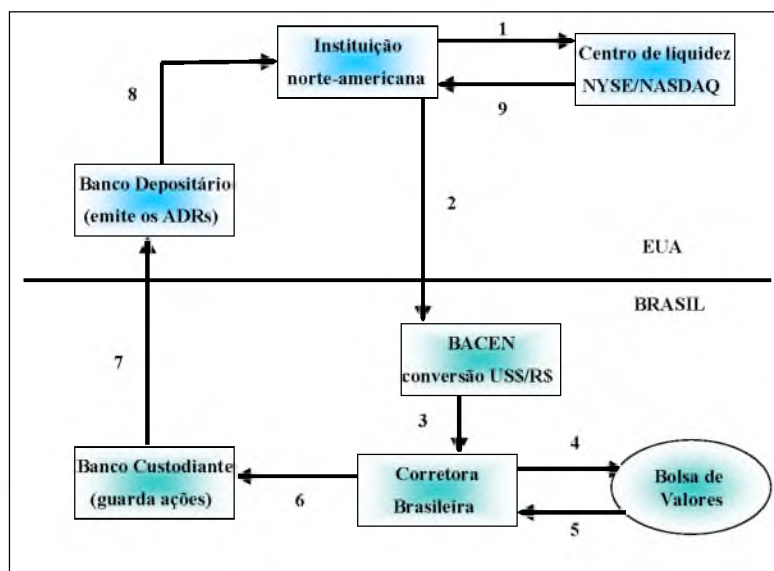 1
Instituição
norte-americana
Centro de liquidez
NYSE/NASDAQ
8
9
Banco Depositário
(emite os ADRs)
2
EUA
BRASIL
BACEN
conversão US$/R$
7
3
4
Banco Custodiante
(guarda ações)
Corretora
Brasileira
Bolsa de
Valores
6
5